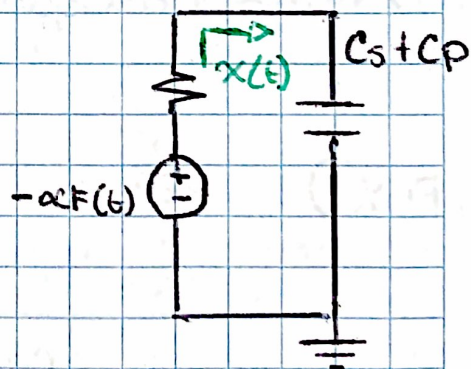 Cs + Cp
x(t)
-αF(t)
+
-